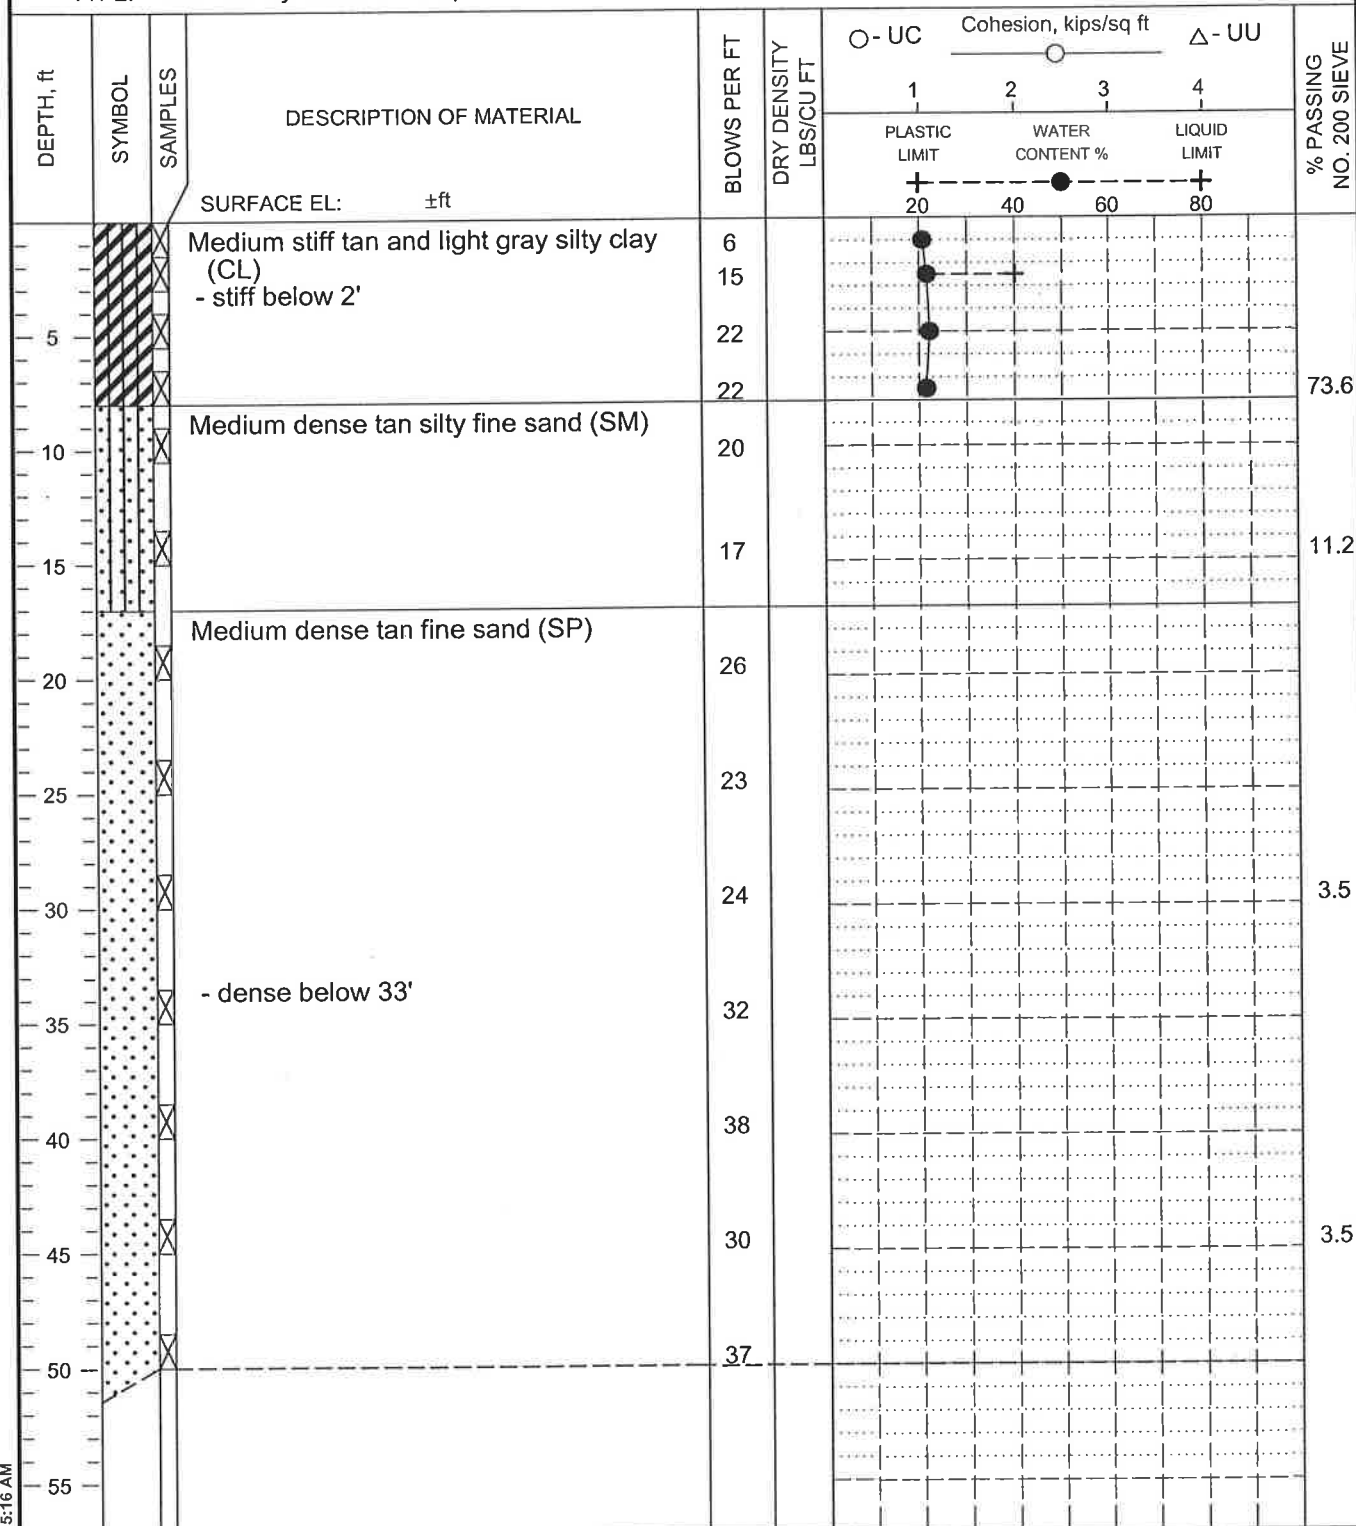 ○- UC Cohesion, kips/sq ft △- UU
1 2 3 4
PLASTIC LIMIT WATER CONTENT % LIQUID LIMIT
20 40 60 80
DEPTH, ft
SYMBOL
SAMPLES
DESCRIPTION OF MATERIAL
SURFACE EL: ±ft
BLOWS PER FT
DRY DENSITY LBS/CU FT
% PASSING NO. 200 SIEVE
Medium stiff tan and light gray silty clay 6
(CL) 15
- stiff below 2'
5 22
22 73.6
Medium dense tan silty fine sand (SM)
10 20
17 11.2
15
Medium dense tan fine sand (SP)
26
20
23
25
24 3.5
30
- dense below 33' 32
35
38
40
30 3.5
45
37
50
55
5:16 AM